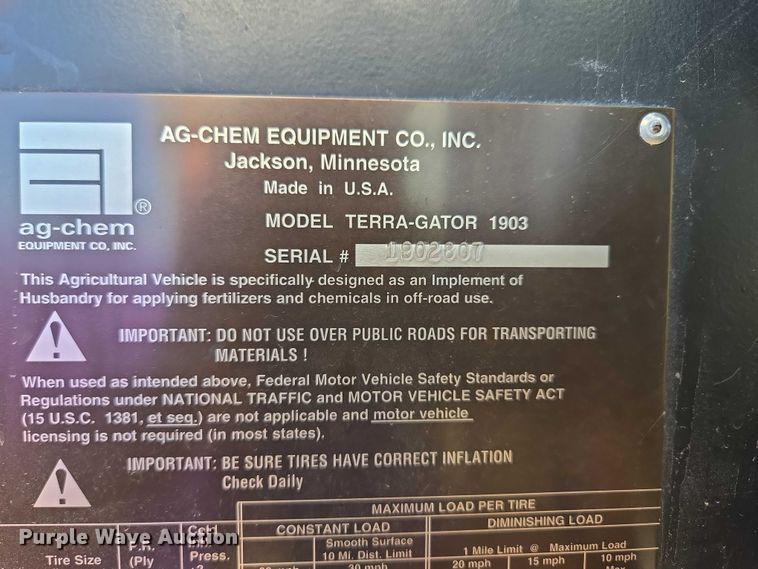 AG-CHEM EQUIPMENT CO., INC.
Jackson, Minnesota
Made in U.S.A.
®
ag-chem
EQUIPMENT CO, INC.
MODEL TERRA-GATOR 1903
SERIAL # 1902807
This Agricultural Vehicle is specifically designed as an Implement of
Husbandry for applying fertilizers and chemicals in off-road use.
IMPORTANT: DO NOT USE OVER PUBLIC ROADS FOR TRANSPORTING
MATERIALS !
When used as intended above, Federal Motor Vehicle Safety Standards or
Regulations under NATIONAL TRAFFIC and MOTOR VEHICLE SAFETY ACT
(15 U.S.C. 1381, et seq.) are not applicable and motor vehicle
licensing is not required (in most states).
IMPORTANT: BE SURE TIRES HAVE CORRECT INFLATION
Check Daily
MAXIMUM LOAD PER TIRE
CONSTANT LOAD DIMINISHING LOAD
Smooth Surface
10 Mi. Dist. Limit 1 Mile Limit @ Maximum Load
Tire Size (Ply Press. 30 mph 20 mph 15 mph 10 mph
Purple Wave Auction